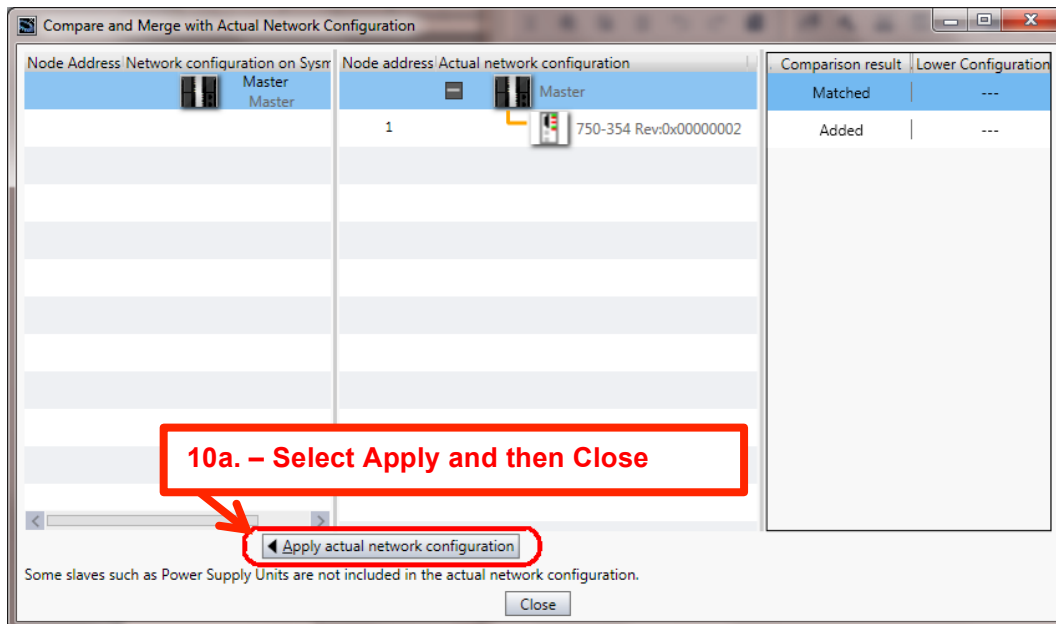 Compare and Merge with Actual Network Configuration
Node Address Network configuration on Sysm Node address Actual network configuration Comparison result Lower Configuration
Master Master Matched ---
Master
1 750-354 Rev:0x00000002 Added ---
10a. – Select Apply and then Close
Apply actual network configuration
Some slaves such as Power Supply Units are not included in the actual network configuration.
Close